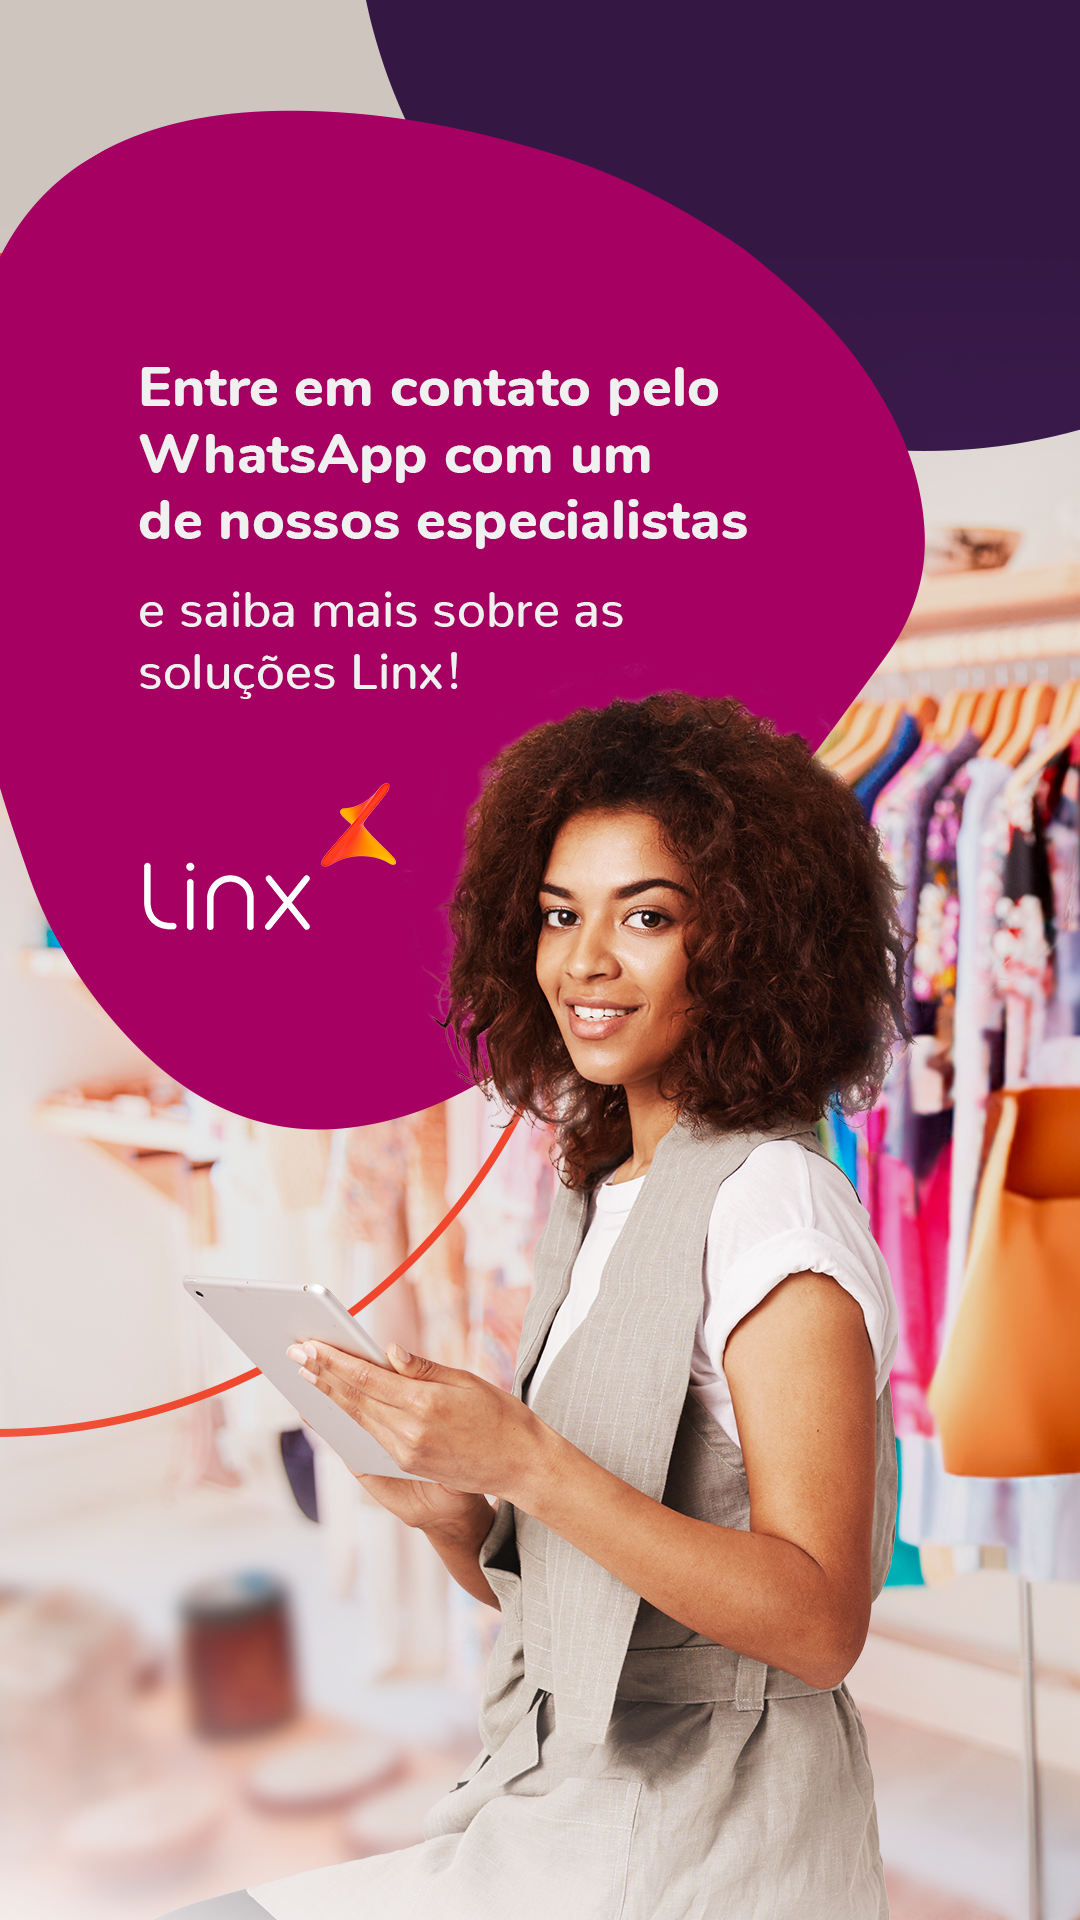 Entre em contato pelo
WhatsApp com um
de nossos especialistas
e saiba mais sobre as
soluções Linx!
Linx